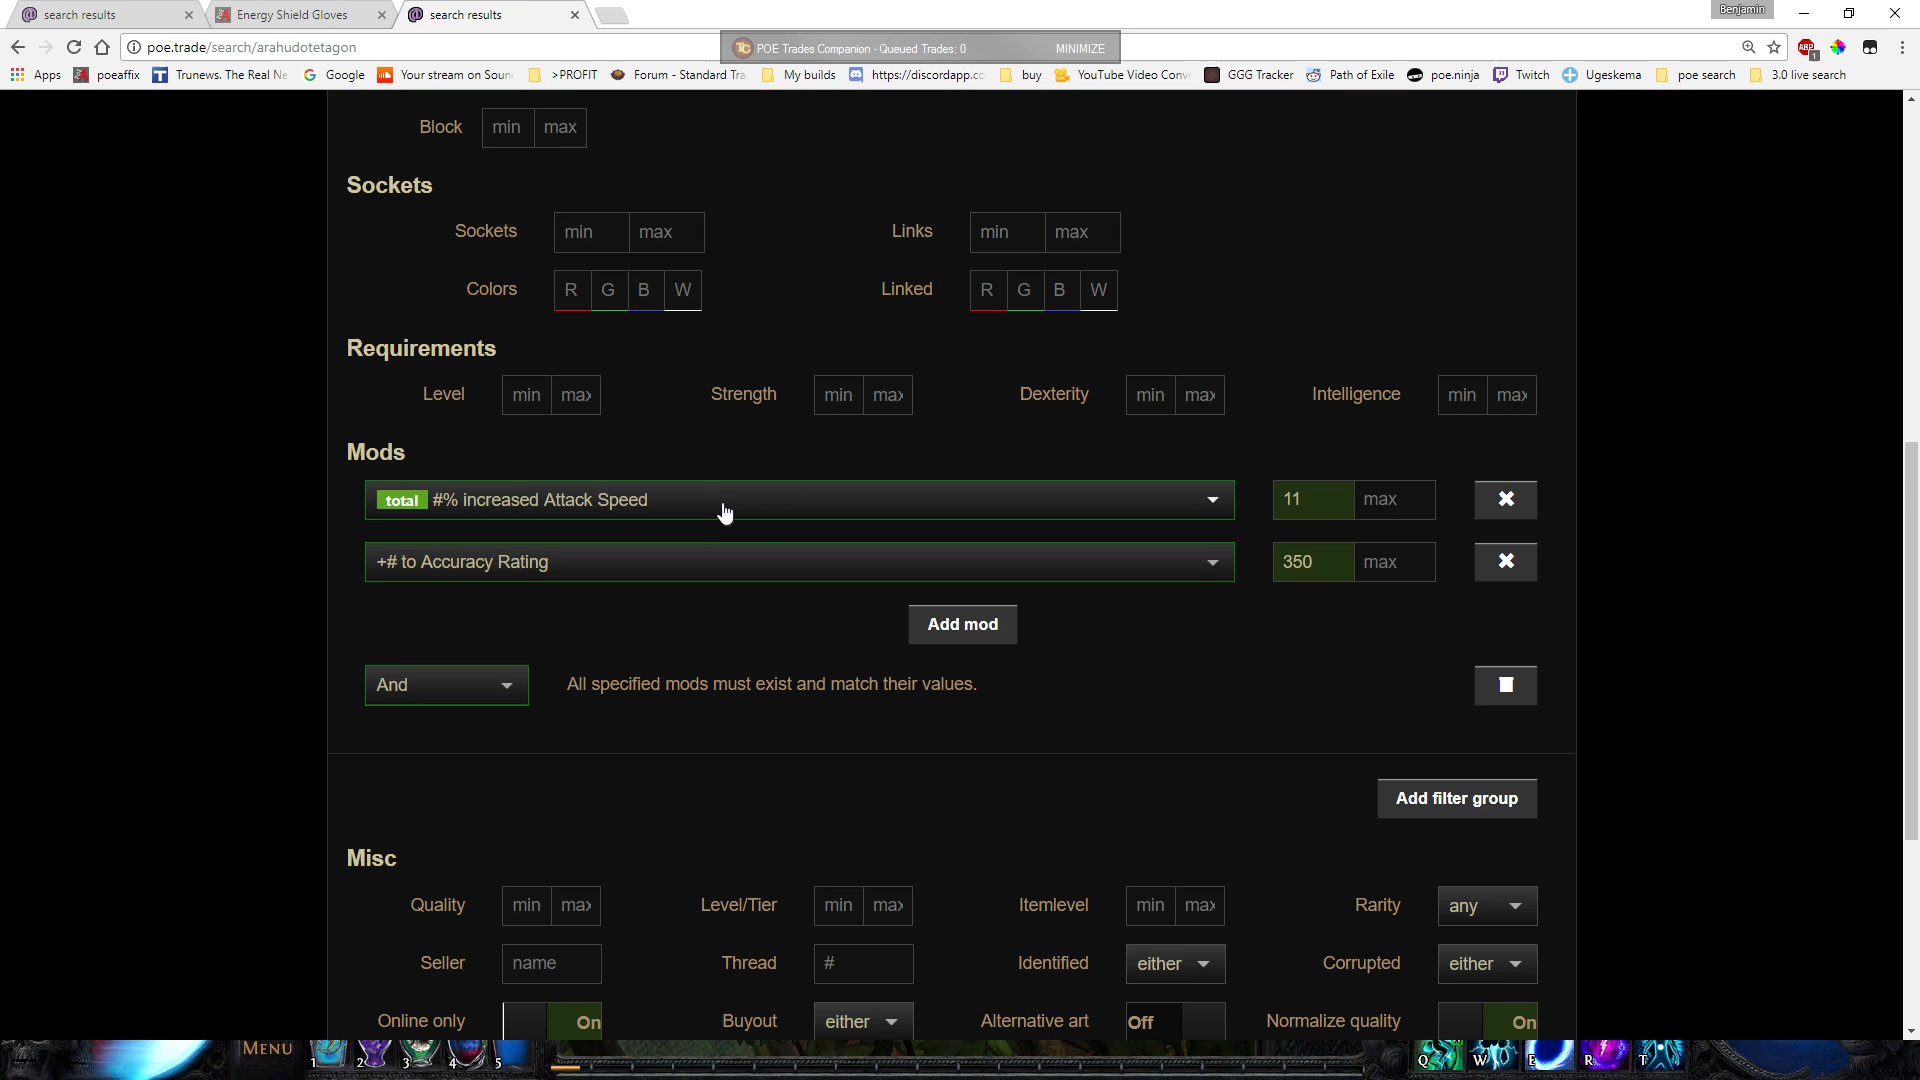 search results
Energy Shield Gloves
search results
Benjamin
poe.trade/search/arahudotetagon
POE Trades Companion - Queued Trades: 0
MINIMIZE
Apps
poeaffix
Trunews. The Real Ne
Google
Your stream on Soun
>PROFIT
Forum - Standard Tra
My builds
https://discordapp.cc
buy
YouTube Video Conv
GGG Tracker
Path of Exile
poe.ninja
Twitch
Ugeskema
poe search
3.0 live search
Block min max
Sockets
Sockets min max Links min max
Colors R G B W Linked R G B W
Requirements
Level min max Strength min max Dexterity min max Intelligence min max
Mods
total #% increased Attack Speed 11 max
+# to Accuracy Rating 350 max
Add mod
And All specified mods must exist and match their values.
Add filter group
Misc
Quality min max Level/Tier min max Itemlevel min max Rarity any
Seller name Thread # Identified either Corrupted either
Online only On Buyout either Alternative art Off Normalize quality On
MENU 1 2 3 4 5 Q W E R T